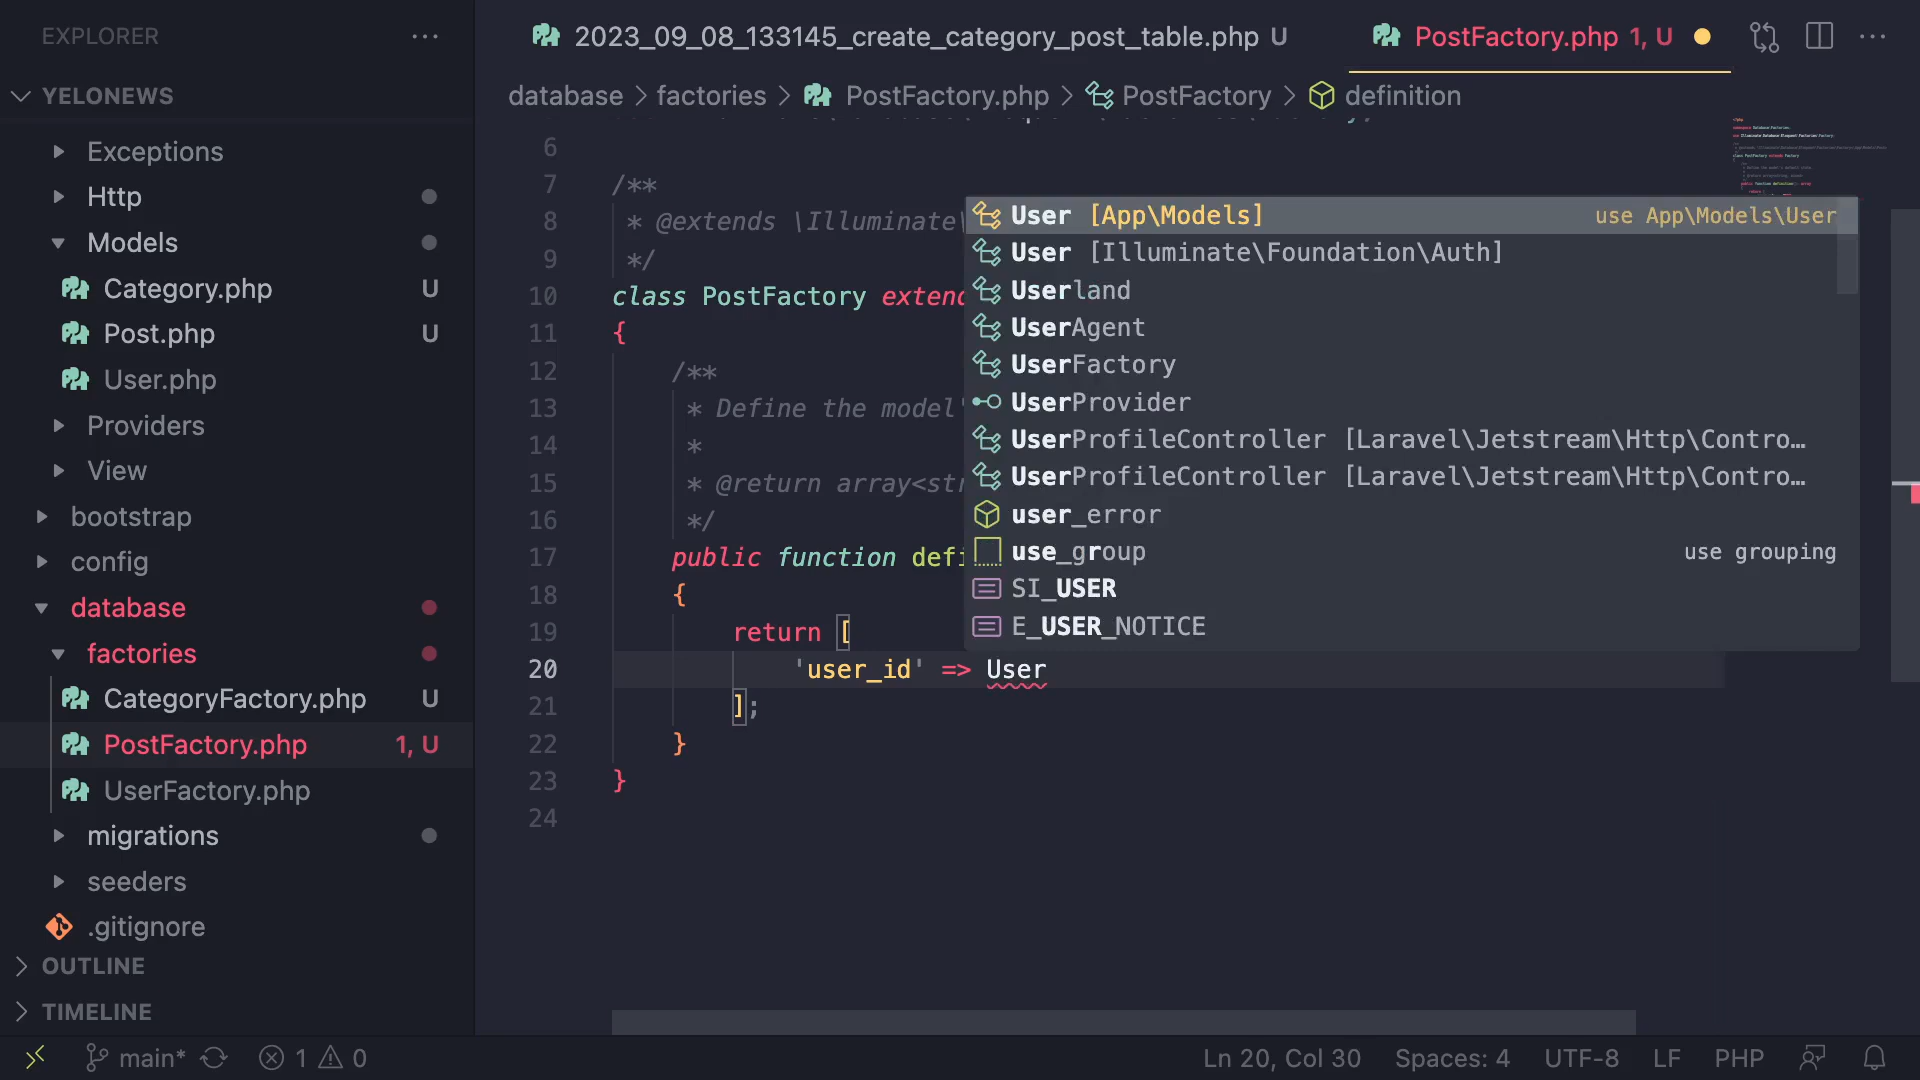 EXPLORER
YELONEWS
Exceptions
Http
Models
Category.php U
Post.php U
User.php
Providers
View
bootstrap
config
database
factories
CategoryFactory.php U
PostFactory.php 1, U
UserFactory.php
migrations
seeders
.gitignore
OUTLINE
TIMELINE
2023_09_08_133145_create_category_post_table.php U
PostFactory.php 1, U
database > factories > PostFactory.php > PostFactory > definition
6
7 /**
8 * @extends \Illuminate\
9 */
10 class PostFactory extend
11 {
12 /**
13 * Define the model'
14 *
15 * @return array<str
16 */
17 public function defi
18 {
19 return [
20 'user_id' => User
21 ];
22 }
23 }
24
User [App\Models] use App\Models\User
User [Illuminate\Foundation\Auth]
Userland
UserAgent
UserFactory
UserProvider
UserProfileController [Laravel\Jetstream\Http\Contro…
UserProfileController [Laravel\Jetstream\Http\Contro…
user_error
use_group use grouping
SI_USER
E_USER_NOTICE
main* 1 0
Ln 20, Col 30 Spaces: 4 UTF-8 LF PHP